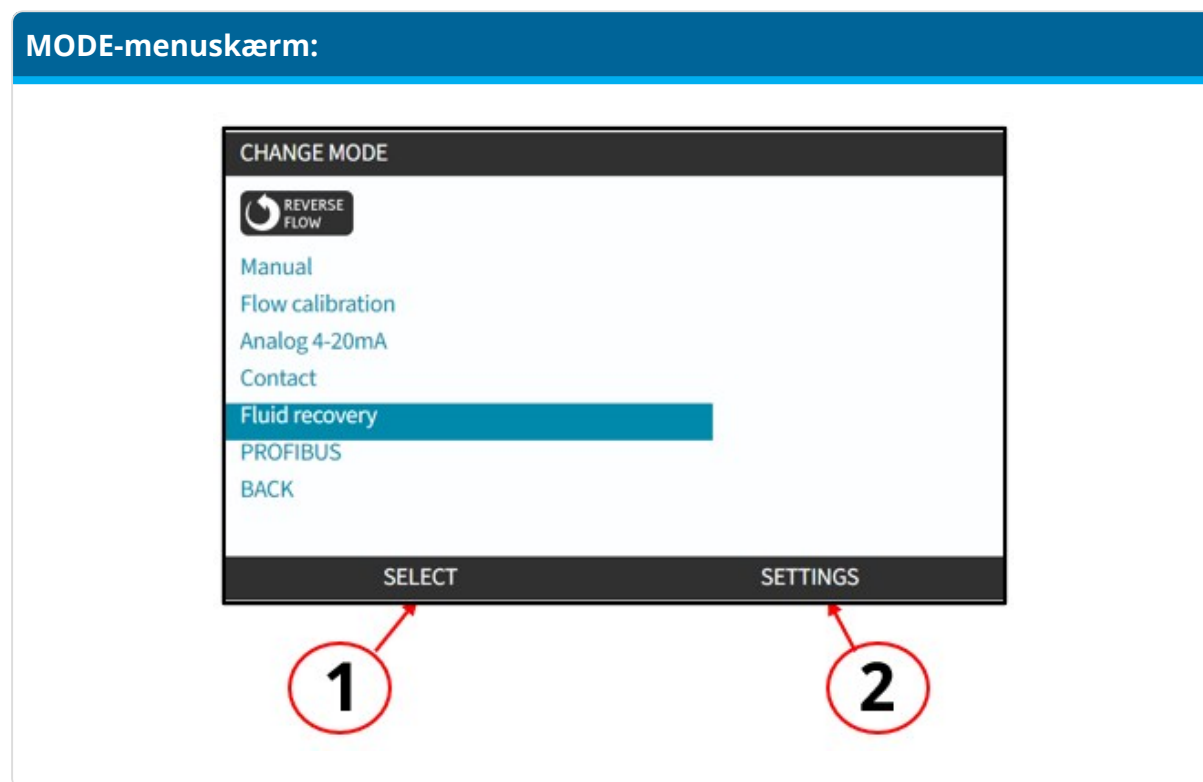 MODE-menuskærm:
CHANGE MODE
REVERSE
FLOW
Manual
Flow calibration
Analog 4-20mA
Contact
Fluid recovery
PROFIBUS
BACK
SELECT SETTINGS
1 2